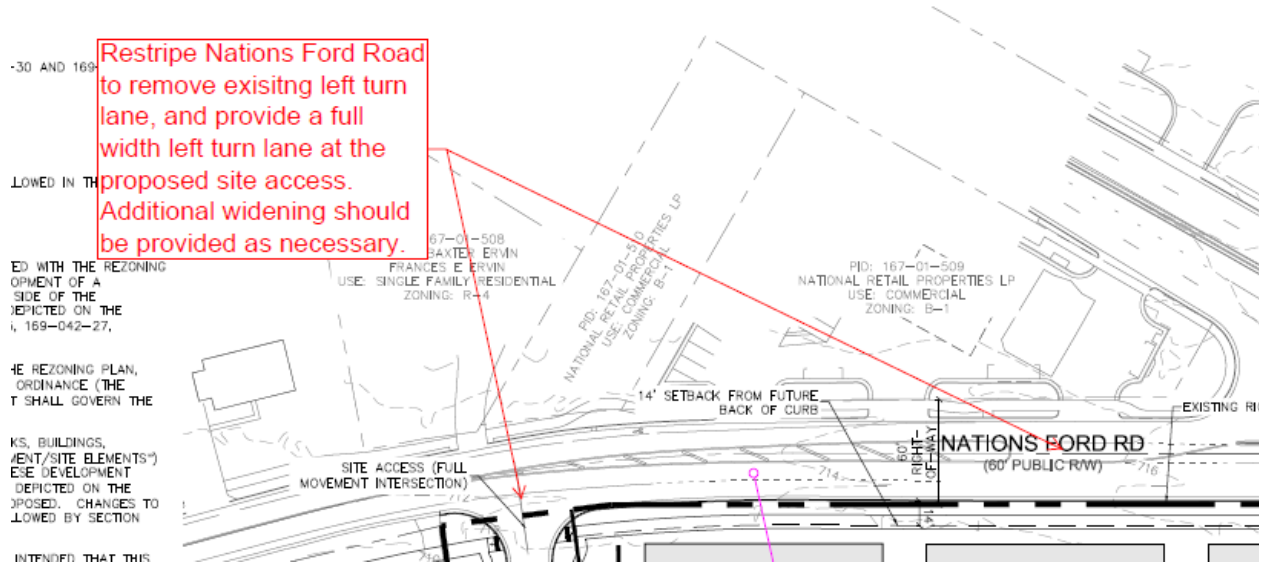 Restripe Nations Ford Road
to remove exisitng left turn
lane, and provide a full
width left turn lane at the
proposed site access.
Additional widening should
be provided as necessary.
-30 AND 169
LLOWED IN TH
ED WITH THE REZONING
OPMENT OF A
SIDE OF THE
DEPICTED ON THE
, 169-042-27,
HE REZONING PLAN,
ORDINANCE (THE
T SHALL GOVERN THE
KS, BUILDINGS,
MENT/SITE ELEMENTS")
ESE DEVELOPMENT
DEPICTED ON THE
OPOSED. CHANGES TO
LLOWED BY SECTION
INTENDED THAT THIS
67-01-508
BAXTER ERVIN
FRANCES E ERVIN
USE: SINGLE FAMILY RESIDENTIAL
ZONING: R-4
PID: 167-01-510
NATIONAL RETAIL PROPERTIES LP
USE: COMMERCIAL
ZONING: B-1
PID: 167-01-509
NATIONAL RETAIL PROPERTIES LP
USE: COMMERCIAL
ZONING: B-1
14' SETBACK FROM FUTURE
BACK OF CURB
EXISTING RI
60'
RIGHT-
OF-WAY
NATIONS FORD RD
(60' PUBLIC R/W)
SITE ACCESS (FULL
MOVEMENT INTERSECTION)
714
716
712
710
14'